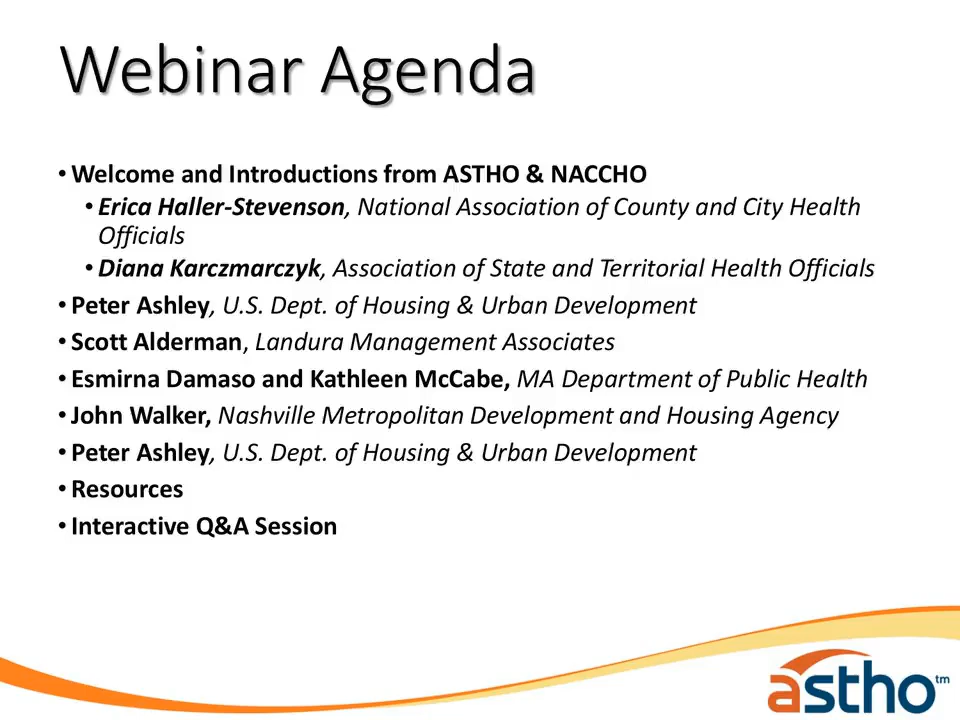 Webinar Agenda
• Welcome and Introductions from ASTHO & NACCHO
• Erica Haller-Stevenson, National Association of County and City Health
Officials
• Diana Karczmarczyk, Association of State and Territorial Health Officials
• Peter Ashley, U.S. Dept. of Housing & Urban Development
• Scott Alderman, Landura Management Associates
• Esmirna Damaso and Kathleen McCabe, MA Department of Public Health
• John Walker, Nashville Metropolitan Development and Housing Agency
• Peter Ashley, U.S. Dept. of Housing & Urban Development
• Resources
• Interactive Q&A Session
astho tm